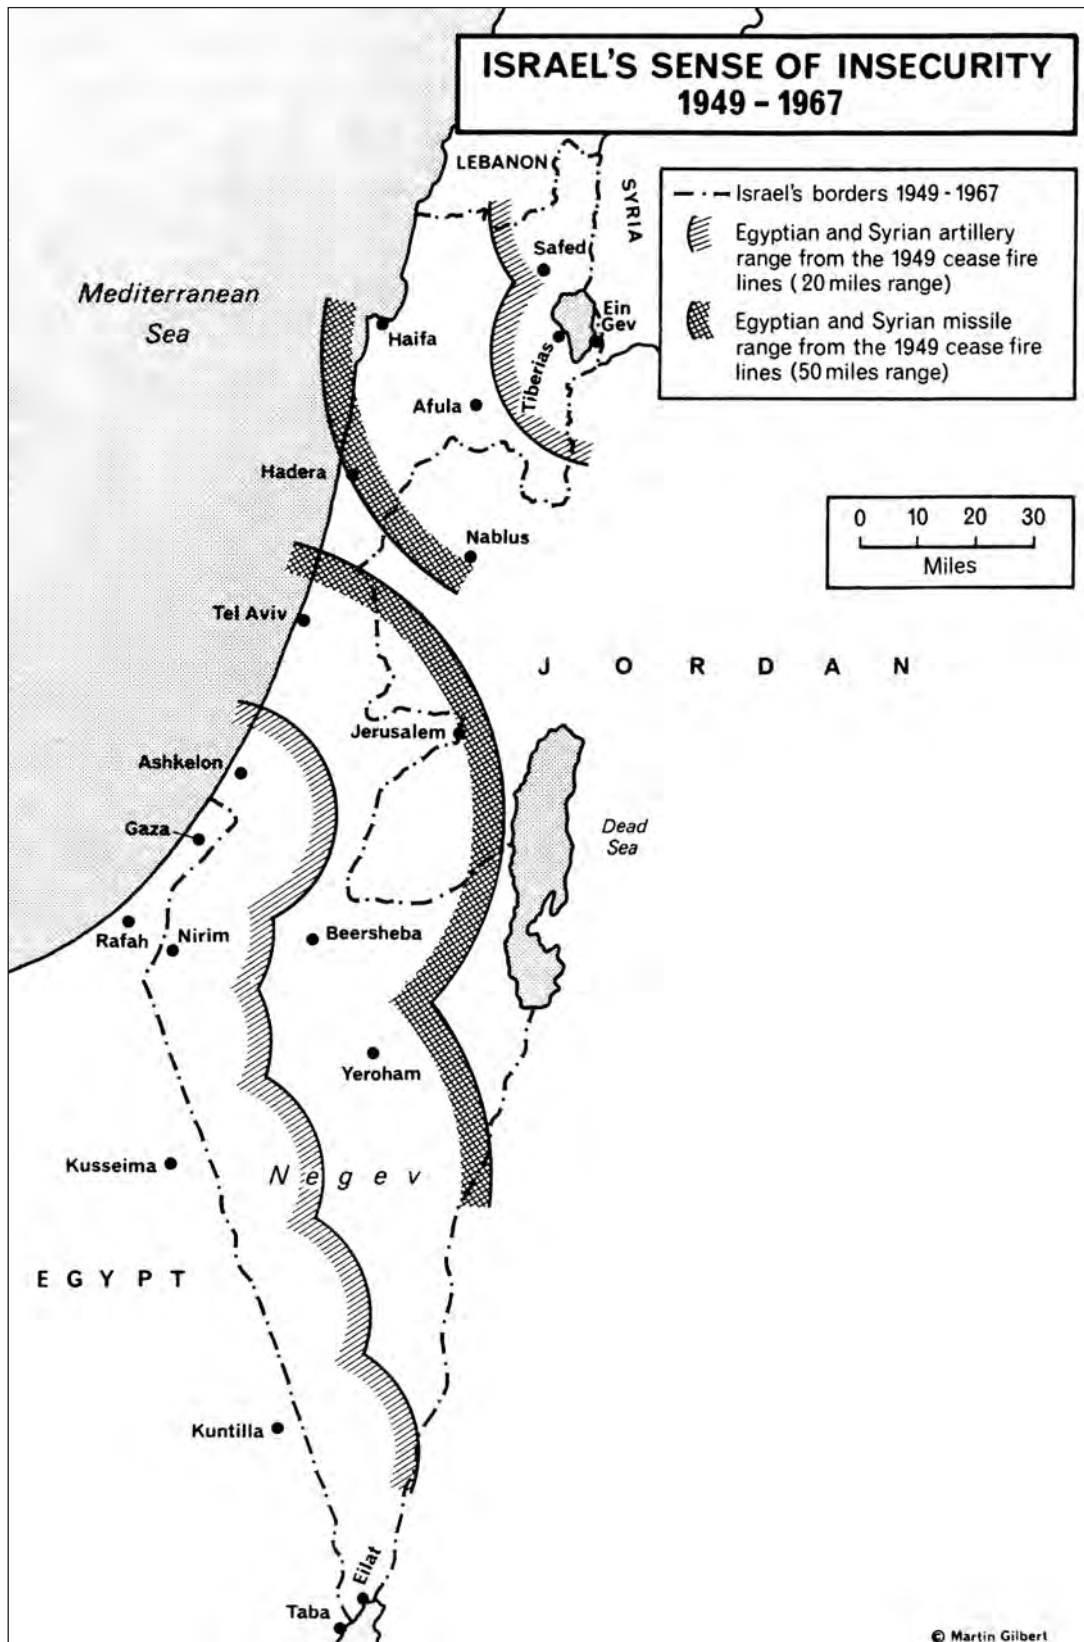 ISRAEL'S SENSE OF INSECURITY
1949 – 1967
LEBANON
SYRIA
Israel's borders 1949 - 1967
Egyptian and Syrian artillery
range from the 1949 cease fire
lines (20 miles range)
Egyptian and Syrian missile
range from the 1949 cease fire
lines (50 miles range)
Safed
Mediterranean
Sea
Haifa
Ein
Gev
Tiberias
Afula
Hadera
0 10 20 30
Miles
Nablus
Tel Aviv
JORDAN
Jerusalem
Ashkelon
Gaza
Dead
Sea
Rafah
Nirim
Beersheba
Yeroham
Kusseima
Negev
EGYPT
Kuntilla
Eilat
Taba
© Martin Gilbert